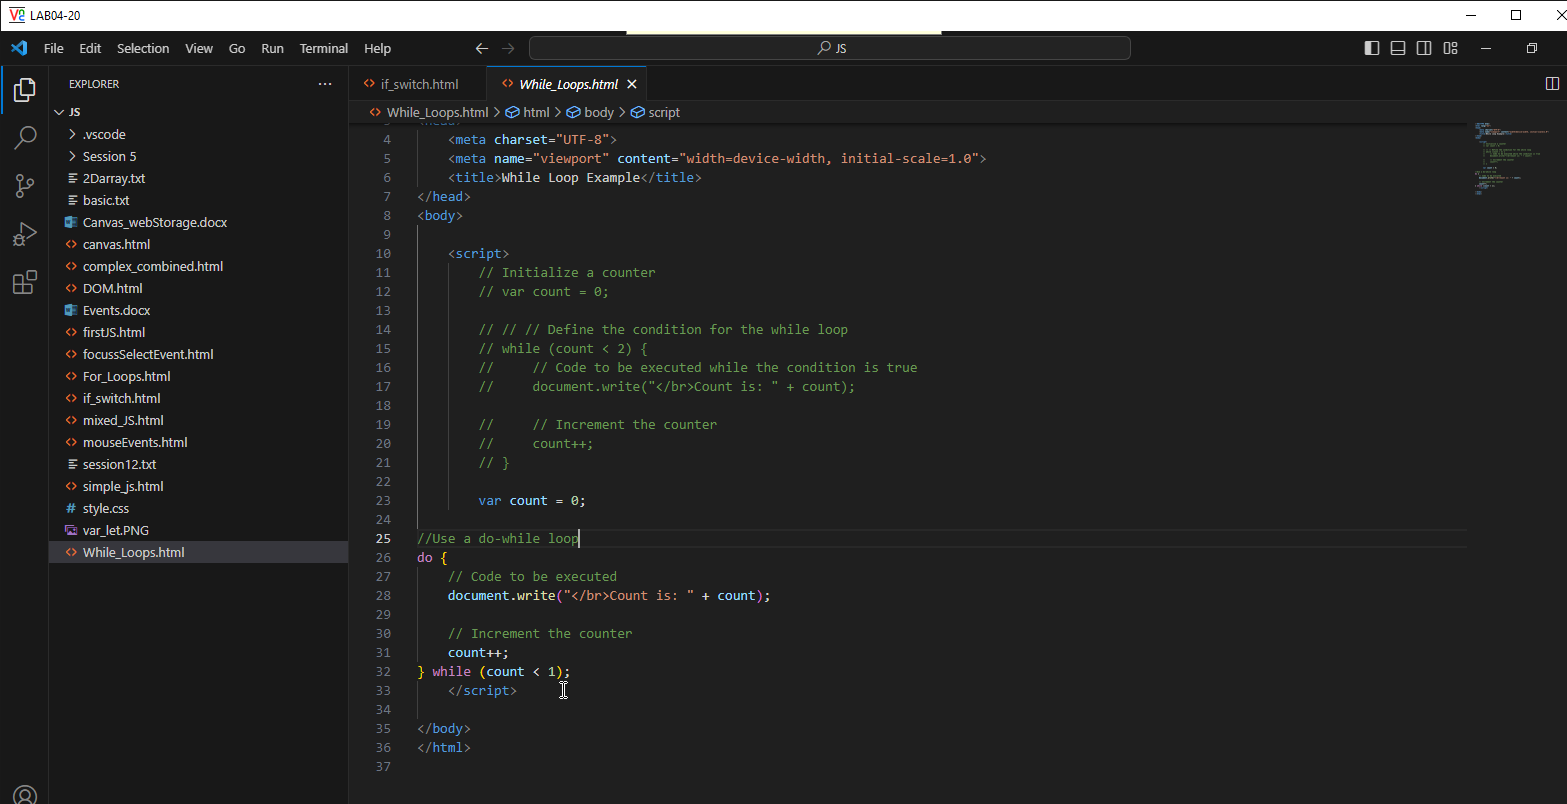 LAB04-20
File Edit Selection View Go Run Terminal Help
JS
EXPLORER
JS
.vscode
Session 5
2Darray.txt
basic.txt
Canvas_webStorage.docx
canvas.html
complex_combined.html
DOM.html
Events.docx
firstJS.html
focussSelectEvent.html
For_Loops.html
if_switch.html
mixed_JS.html
mouseEvents.html
session12.txt
simple_js.html
style.css
var_let.PNG
While_Loops.html
if_switch.html While_Loops.html
While_Loops.html > html > body > script
4 <meta charset="UTF-8">
5 <meta name="viewport" content="width=device-width, initial-scale=1.0">
6 <title>While Loop Example</title>
7 </head>
8 <body>
9
10 <script>
11 // Initialize a counter
12 // var count = 0;
13
14 // // // Define the condition for the while loop
15 // while (count < 2) {
16 // // Code to be executed while the condition is true
17 // document.write("</br>Count is: " + count);
18
19 // // Increment the counter
20 // count++;
21 // }
22
23 var count = 0;
24
25 //Use a do-while loop
26 do {
27 // Code to be executed
28 document.write("</br>Count is: " + count);
29
30 // Increment the counter
31 count++;
32 } while (count < 1);
33 </script>
34
35 </body>
36 </html>
37